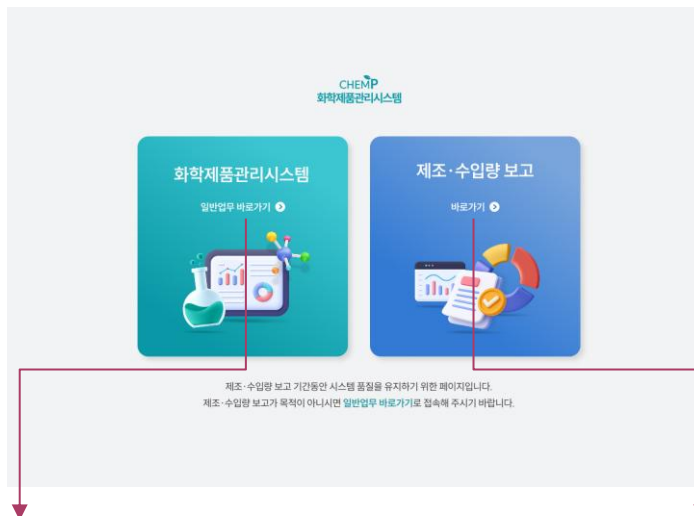 CHEMP
화학제품관리시스템
화학제품관리시스템
일반업무 바로가기
제조·수입량 보고
바로가기
제조·수입량 보고 기간동안 시스템 품질을 유지하기 위한 페이지입니다.
제조·수입량 보고가 목적이 아니시면 일반업무 바로가기로 접속해 주시기 바랍니다.